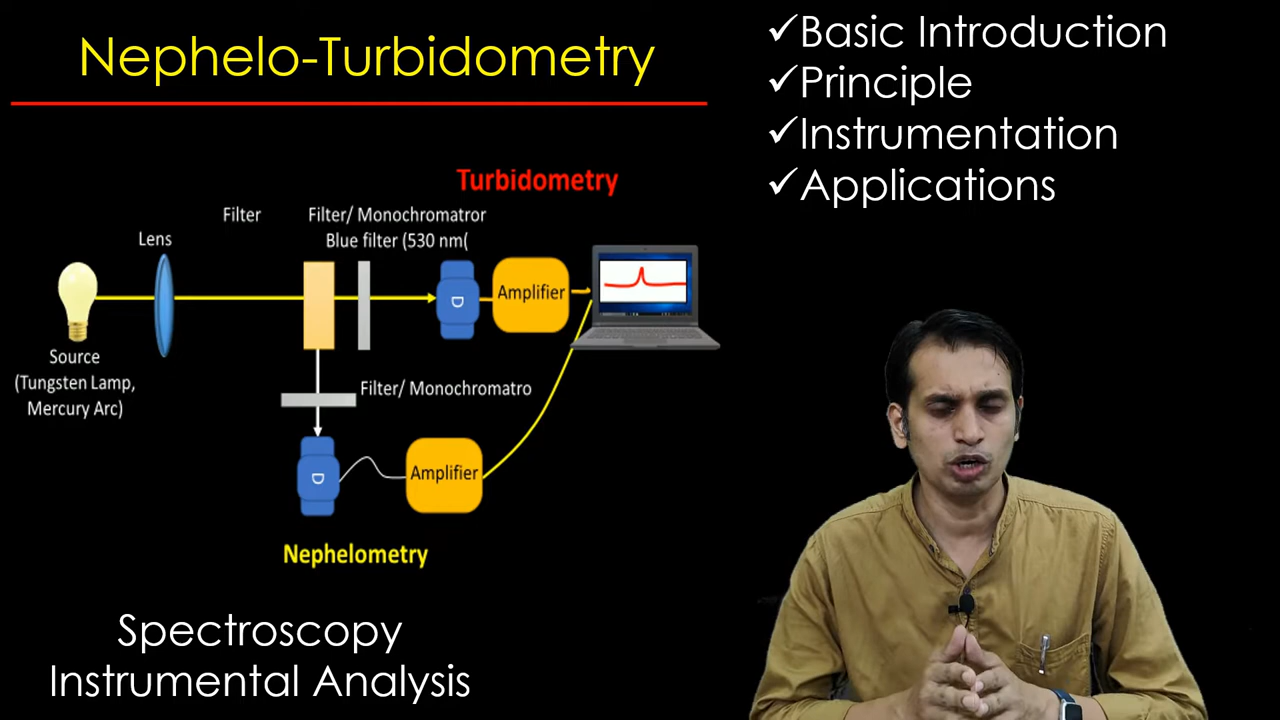 Nephelo-Turbidometry
✓Basic Introduction
✓Principle
✓Instrumentation
✓Applications
Turbidometry
Filter
Filter/ Monochromatror
Blue filter (530 nm(
Lens
D
Amplifier
Source
(Tungsten Lamp,
Mercury Arc)
Filter/ Monochromatro
D
Amplifier
Nephelometry
Spectroscopy
Instrumental Analysis